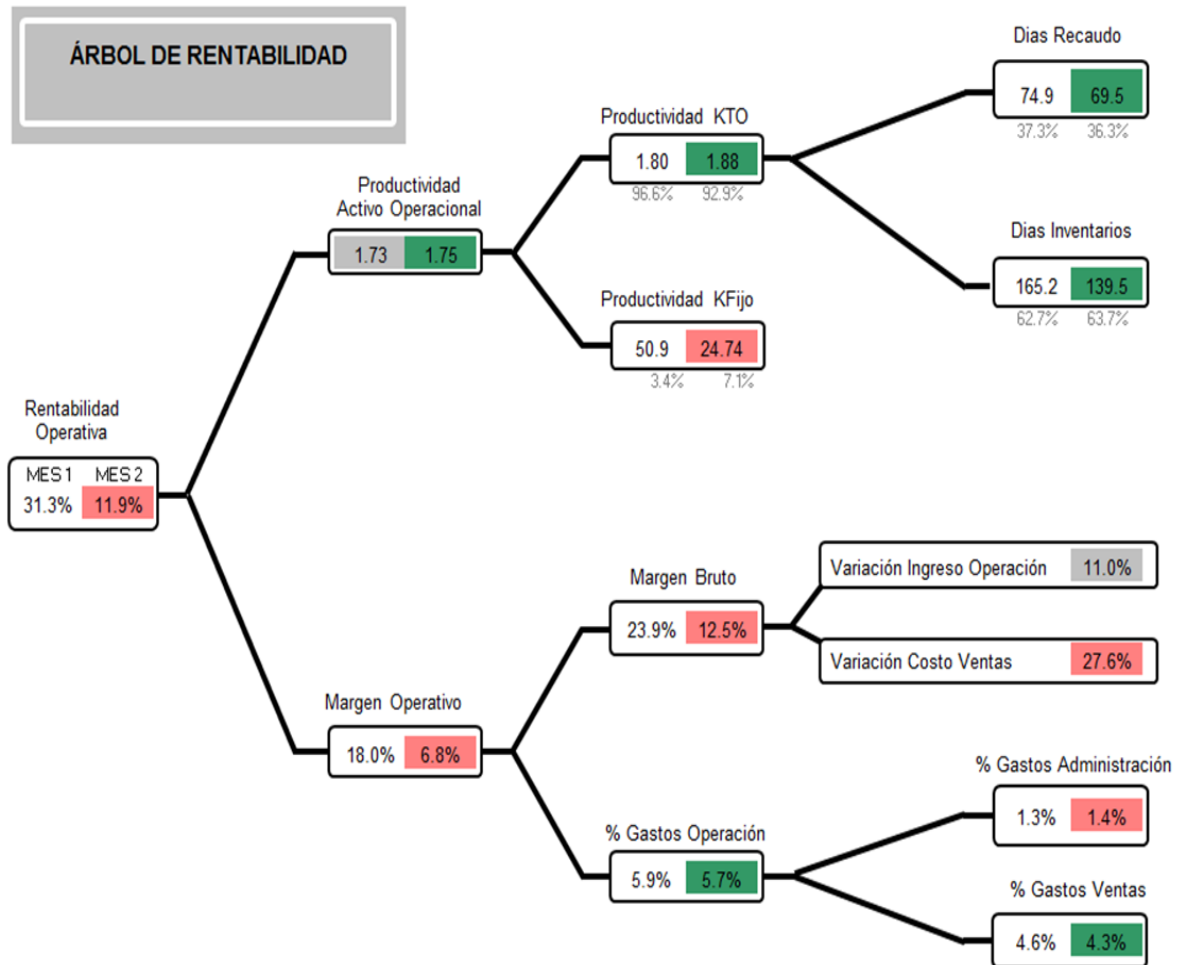 ÁRBOL DE RENTABILIDAD
Dias Recaudo
74.9 69.5
37.3% 36.3%
Productividad KTO
1.80 1.88
96.6% 92.9%
Productividad
Activo Operacional
1.73 1.75
Dias Inventarios
165.2 139.5
62.7% 63.7%
Productividad KFijo
50.9 24.74
3.4% 7.1%
Rentabilidad
Operativa
MES 1 MES 2
31.3% 11.9%
Margen Bruto
23.9% 12.5%
Variación Ingreso Operación 11.0%
Variación Costo Ventas 27.6%
Margen Operativo
18.0% 6.8%
% Gastos Administración
1.3% 1.4%
% Gastos Operación
5.9% 5.7%
% Gastos Ventas
4.6% 4.3%